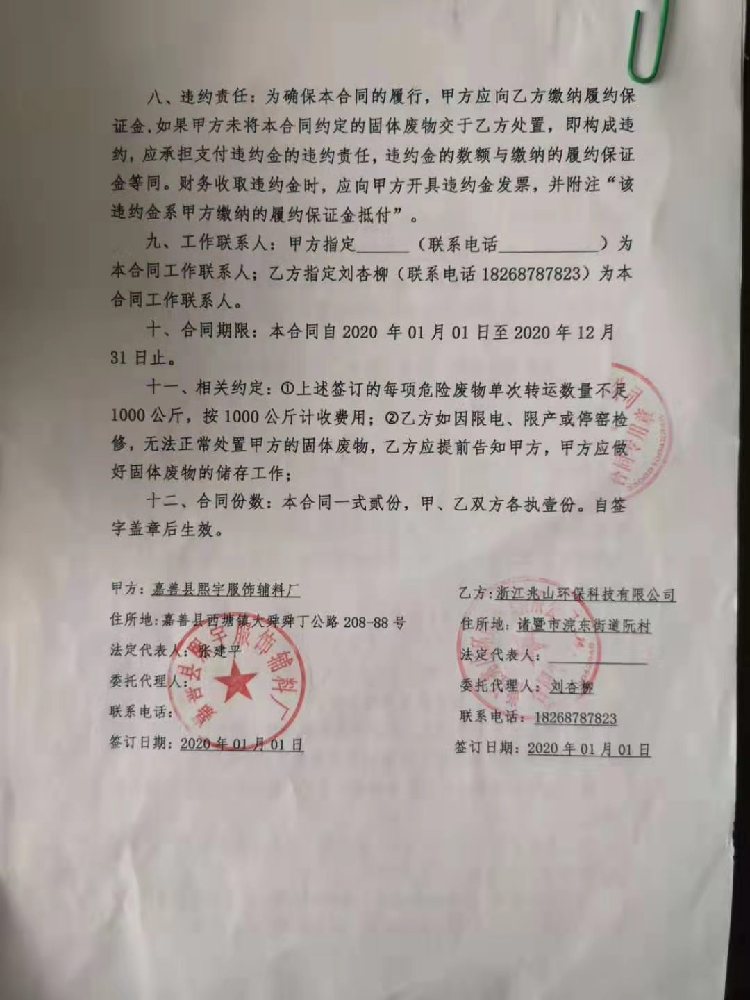 八、违约责任：为确保本合同的履行，甲方应向乙方缴纳履约保
证金,如果甲方未将本合同约定的固体废物交于乙方处置，即构成违
约，应承担支付违约金的违约责任，违约金的数额与缴纳的履约保证
金等同。财务收取违约金时，应向甲方开具违约金发票，并附注“该
违约金系甲方缴纳的履约保证金抵付”。
九、工作联系人：甲方指定______（联系电话____________）为
本合同工作联系人；乙方指定刘杏柳（联系电话 18268787823）为本
合同工作联系人。
十、合同期限：本合同自 2020 年 01 月 01 日至 2020 年 12 月
31 日止。
十一、相关约定：①上述签订的每项危险废物单次转运数量不足
1000 公斤，按 1000 公斤计收费用；②乙方如因限电、限产或停窑检
修，无法正常处置甲方的固体废物，乙方应提前告知甲方，甲方应做
好固体废物的储存工作；
公司
合同专用章
十二、合同份数：本合同一式贰份，甲、乙双方各执壹份。自签
字盖章后生效。
甲方：嘉善县熙宇服饰辅料厂
住所地:嘉善县西塘镇大舜舜丁公路 208-88 号
法定代表人：张建平
委托代理人：
联系电话：
签订日期：2020 年 01 月 01 日
嘉善县熙宇服饰辅料厂
乙方:浙江兆山环保科技有限公司
住所地：诸暨市浣东街道阮村
法定代表人：____________
委托代理人：刘杏柳
联系电话：18268787823
签订日期：2020 年 01 月 01 日